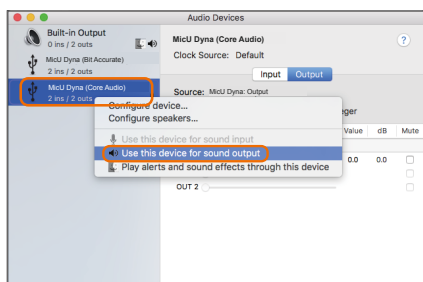 Audio Devices
Built-in Output
0 ins / 2 outs
MicU Dyna (Bit Accurate)
2 ins / 2 outs
MicU Dyna (Core Audio)
2 ins / 2 outs
MicU Dyna (Core Audio)
?
Clock Source: Default
Input Output
Source: MicU Dyna: Output
Configure device...
Configure speakers...
Use this device for sound input
Use this device for sound output
Play alerts and sound effects through this device
Value dB Mute
0.0 0.0
OUT 2